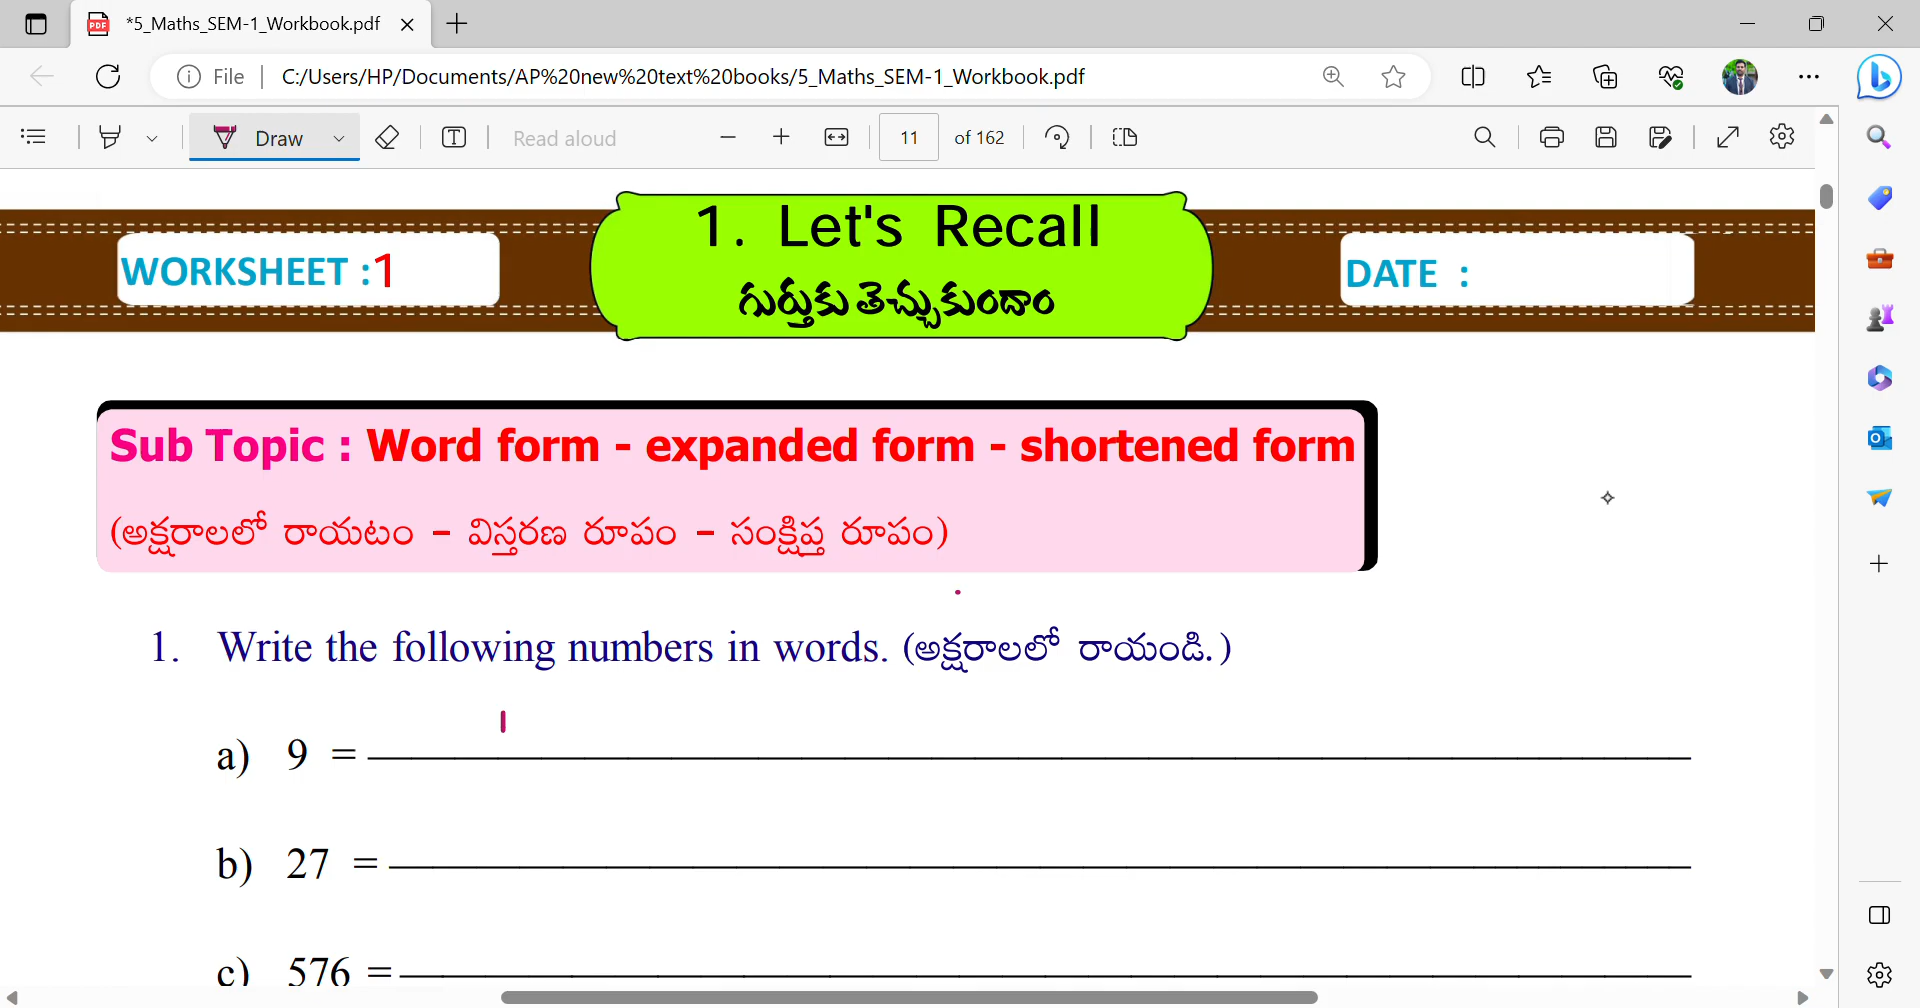 *5_Maths_SEM-1_Workbook.pdf
File
C:/Users/HP/Documents/AP%20new%20text%20books/5_Maths_SEM-1_Workbook.pdf
Draw
Read aloud
11 of 162
1. Let's Recall
గుర్తుకు తెచ్చుకుందాం
WORKSHEET :1
DATE :
Sub Topic : Word form - expanded form - shortened form
(అక్షరాలలో రాయటం – విస్తరణ రూపం – సంక్షిప్త రూపం)
1. Write the following numbers in words. (అక్షరాలలో రాయండి.)
a) 9 =
b) 27 =
c) 576 =